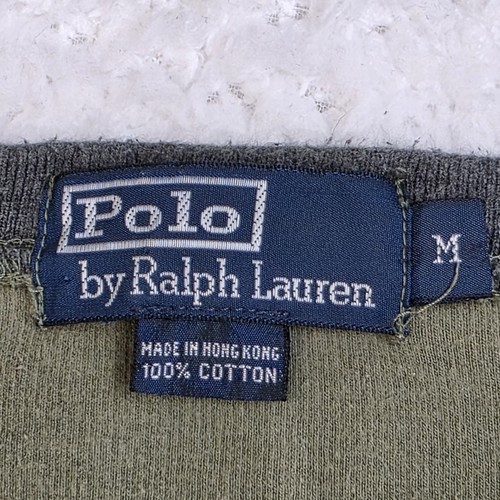 Polo
by Ralph Lauren
M
MADE IN HONG KONG
100% COTTON